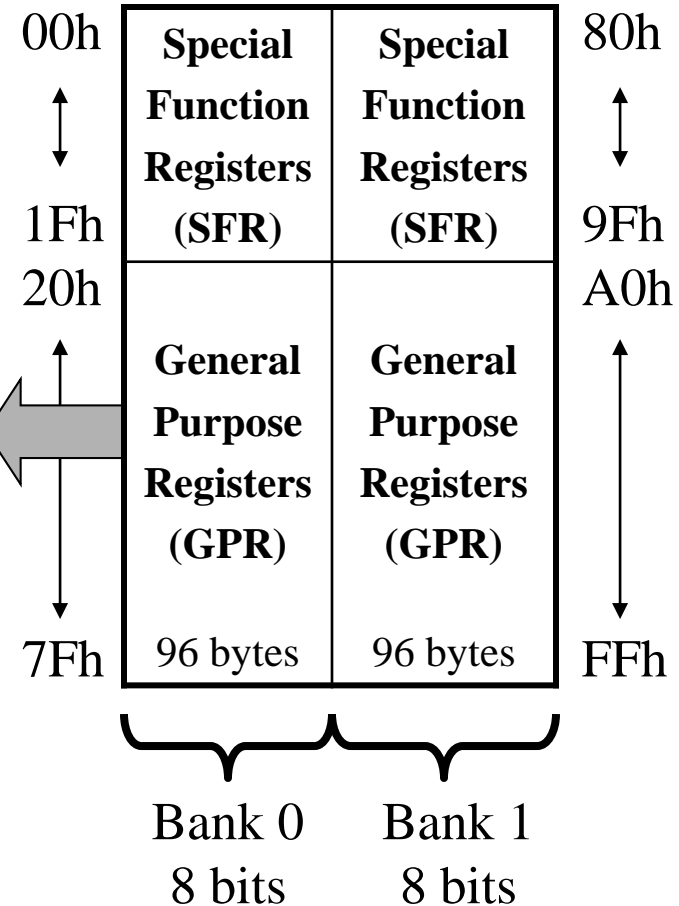 00h
Special
Function
Registers
(SFR)
Special
Function
Registers
(SFR)
80h
1Fh
9Fh
20h
A0h
General
Purpose
Registers
(GPR)
General
Purpose
Registers
(GPR)
7Fh
96 bytes
96 bytes
FFh
Bank 0
8 bits
Bank 1
8 bits